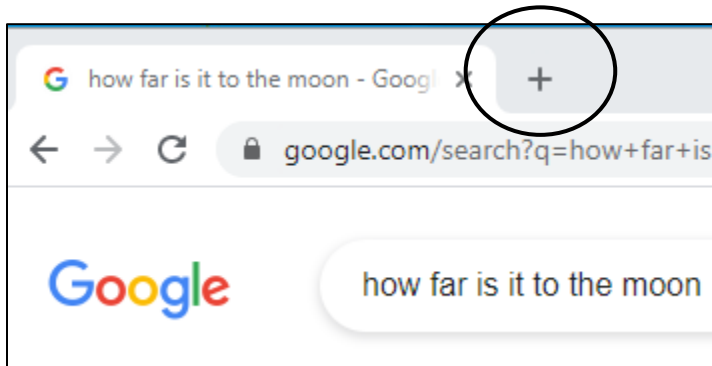 how far is it to the moon - Googl
google.com/search?q=how+far+is
Google
how far is it to the moon